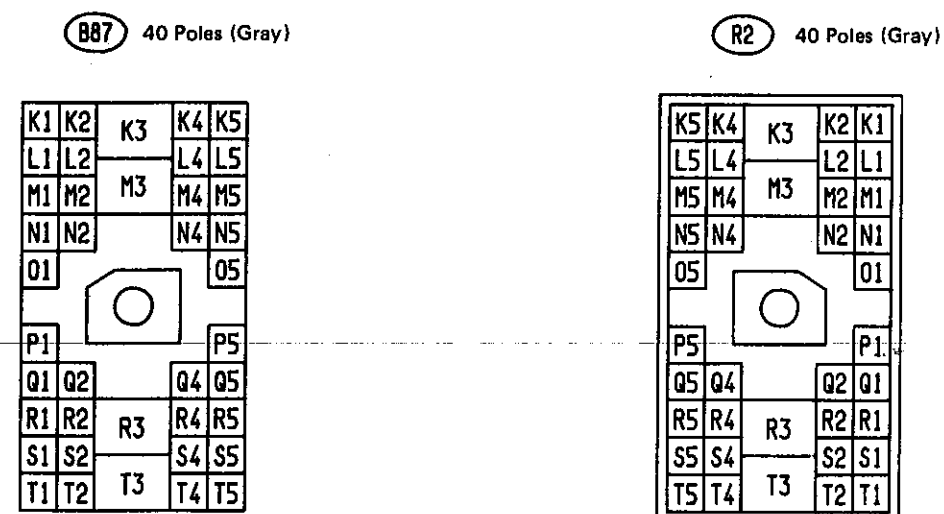 B87 40 Poles (Gray) R2 40 Poles (Gray)
K1 K2 K3 K4 K5 K5 K4 K3 K2 K1
L1 L2 L4 L5 L5 L4 L2 L1
M1 M2 M3 M4 M5 M5 M4 M3 M2 M1
N1 N2 N4 N5 N5 N4 N2 N1
O1 O5 O5 O1
P1 P5 P5 P1
Q1 Q2 Q4 Q5 Q5 Q4 Q2 Q1
R1 R2 R3 R4 R5 R5 R4 R3 R2 R1
S1 S2 S4 S5 S5 S4 S2 S1
T1 T2 T3 T4 T5 T5 T4 T3 T2 T1